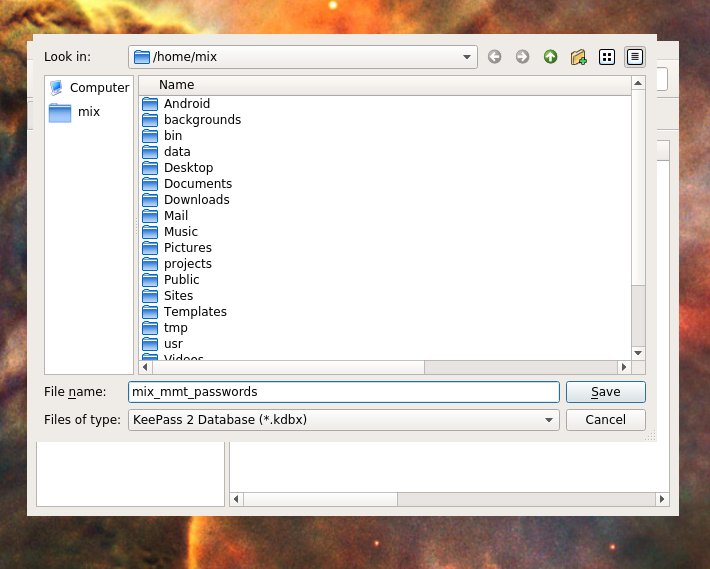 Look in: /home/mix
Computer
mix
Name
Android
backgrounds
bin
data
Desktop
Documents
Downloads
Mail
Music
Pictures
projects
Public
Sites
Templates
tmp
usr
Videos
File name: mix_mmt_passwords Save
Files of type: KeePass 2 Database (*.kdbx) Cancel